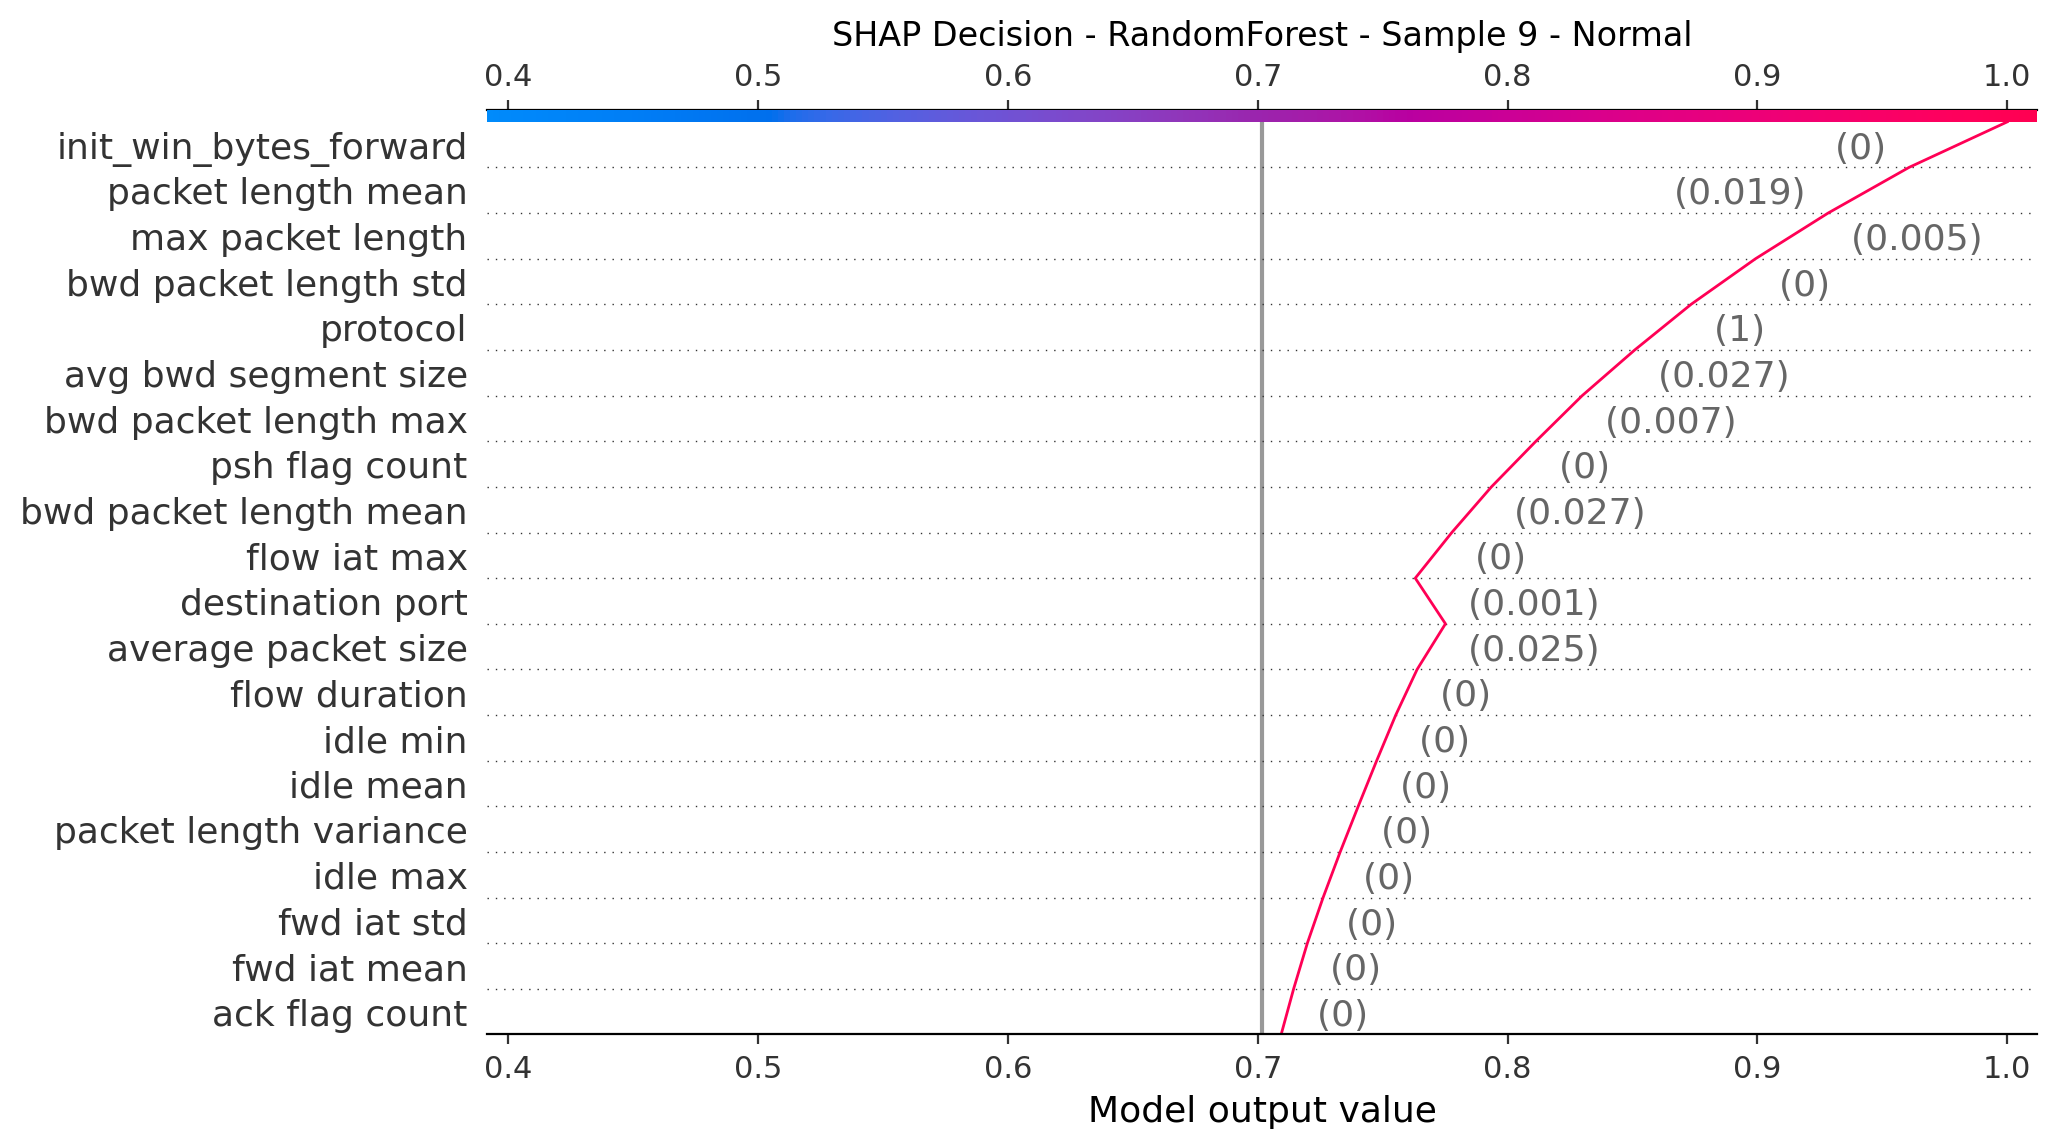 SHAP Decision - RandomForest - Sample 9 - Normal
0.4 0.5 0.6 0.7 0.8 0.9 1.0
init_win_bytes_forward (0)
packet length mean (0.019)
max packet length (0.005)
bwd packet length std (0)
protocol (1)
avg bwd segment size (0.027)
bwd packet length max (0.007)
psh flag count (0)
bwd packet length mean (0.027)
flow iat max (0)
destination port (0.001)
average packet size (0.025)
flow duration (0)
idle min (0)
idle mean (0)
packet length variance (0)
idle max (0)
fwd iat std (0)
fwd iat mean (0)
ack flag count (0)
0.4 0.5 0.6 0.7 0.8 0.9 1.0
Model output value